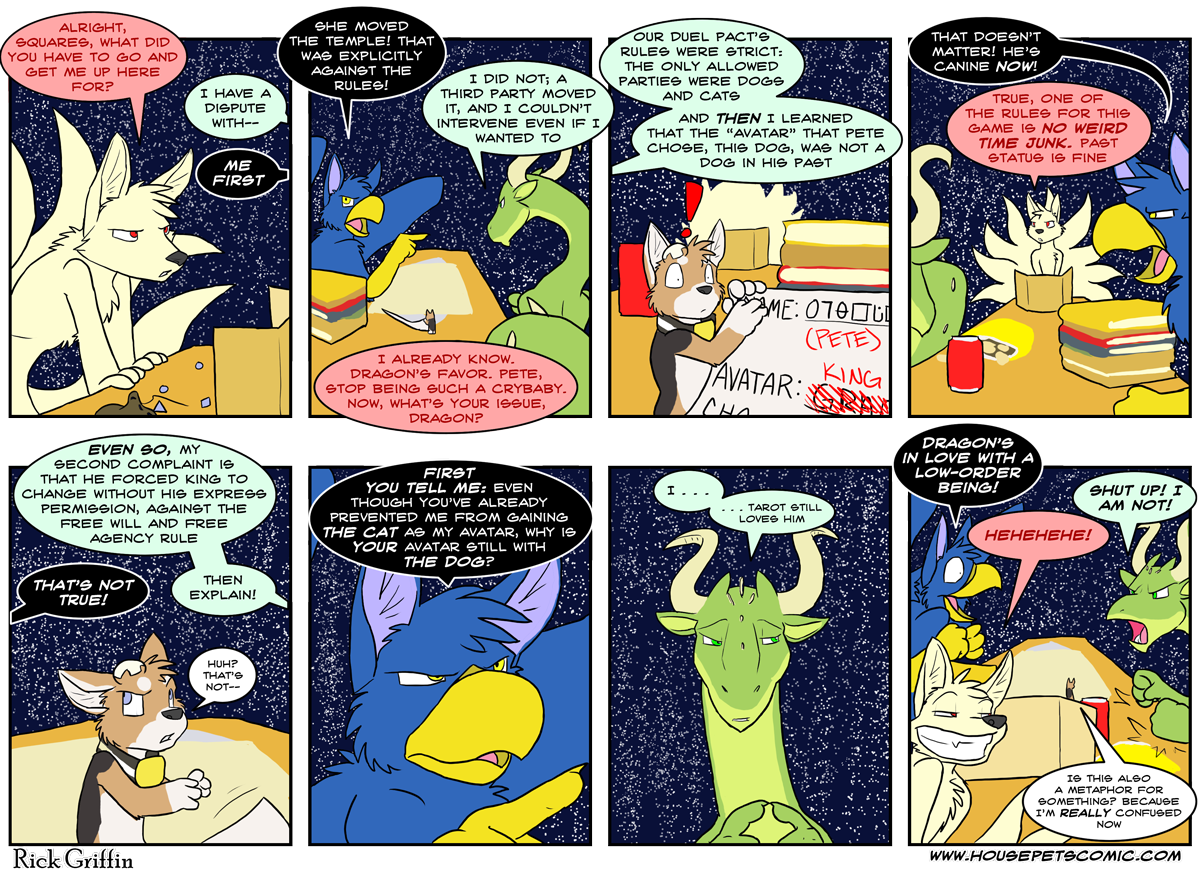 ALRIGHT,
SQUARES, WHAT DID
YOU HAVE TO GO AND
GET ME UP HERE
FOR?
I HAVE A
DISPUTE
WITH--
ME
FIRST
SHE MOVED
THE TEMPLE! THAT
WAS EXPLICITLY
AGAINST THE
RULES!
I DID NOT; A
THIRD PARTY MOVED
IT, AND I COULDN'T
INTERVENE EVEN IF I
WANTED TO
I ALREADY KNOW.
DRAGON'S FAVOR. PETE,
STOP BEING SUCH A CRYBABY.
NOW, WHAT'S YOUR ISSUE,
DRAGON?
OUR DUEL PACT'S
RULES WERE STRICT:
THE ONLY ALLOWED
PARTIES WERE DOGS
AND CATS
AND THEN I LEARNED
THAT THE "AVATAR" THAT PETE
CHOSE, THIS DOG, WAS NOT A
DOG IN HIS PAST
!
ME:
(PETE)
KING
AVATAR:
THAT DOESN'T
MATTER! HE'S
CANINE NOW!
TRUE, ONE OF
THE RULES FOR THIS
GAME IS NO WEIRD
TIME JUNK. PAST
STATUS IS FINE
EVEN SO, MY
SECOND COMPLAINT IS
THAT HE FORCED KING TO
CHANGE WITHOUT HIS EXPRESS
PERMISSION, AGAINST THE
FREE WILL AND FREE
AGENCY RULE
THAT'S NOT
TRUE!
THEN
EXPLAIN!
HUH?
THAT'S
NOT--
FIRST
YOU TELL ME: EVEN
THOUGH YOU'VE ALREADY
PREVENTED ME FROM GAINING
THE CAT AS MY AVATAR, WHY IS
YOUR AVATAR STILL WITH
THE DOG?
I . . .
. . . TAROT STILL
LOVES HIM
DRAGON'S
IN LOVE WITH A
LOW-ORDER
BEING!
SHUT UP! I
AM NOT!
HEHEHEHE!
IS THIS ALSO
A METAPHOR FOR
SOMETHING? BECAUSE
I'M REALLY CONFUSED
NOW
Rick Griffin
WWW.HOUSEPETSCOMIC.COM